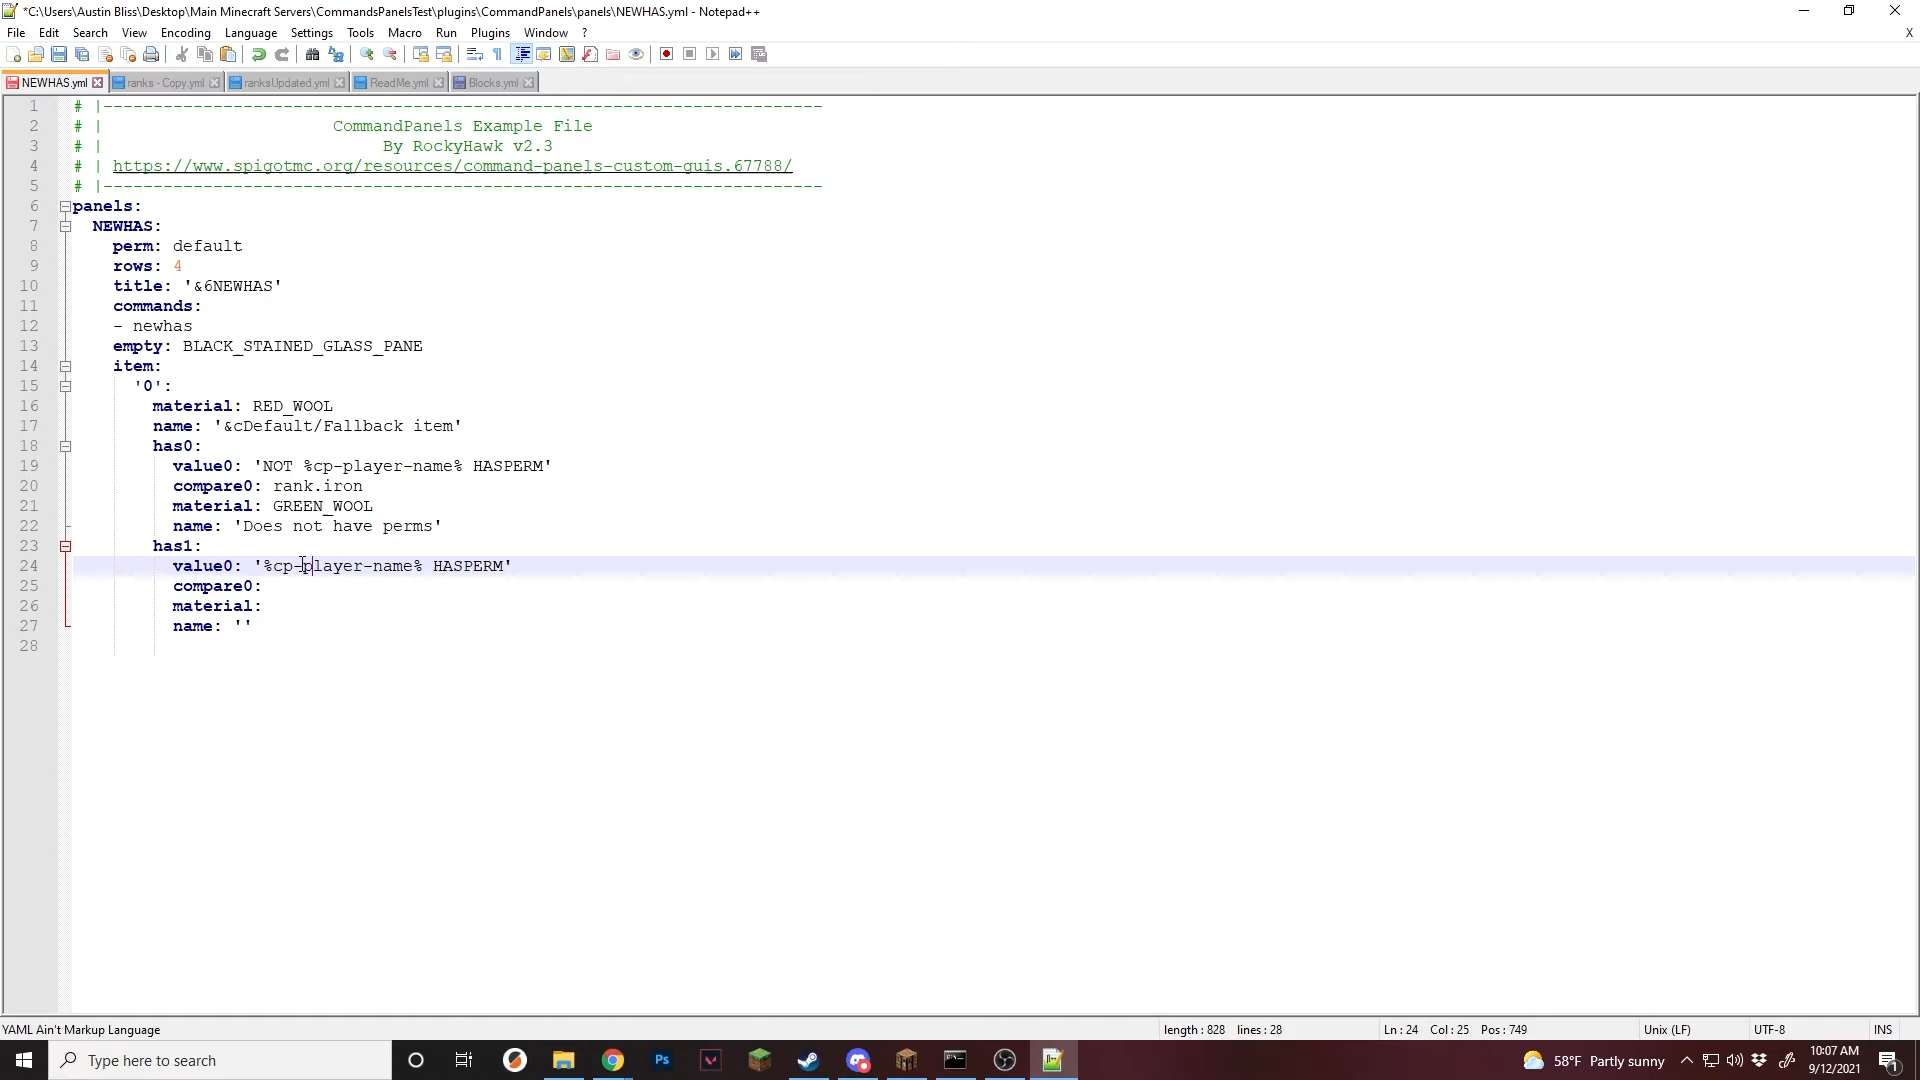 *C:\Users\Austin Bliss\Desktop\Main Minecraft Servers\CommandsPanelsTest\plugins\CommandPanels\panels\NEWHAS.yml - Notepad++
File Edit Search View Encoding Language Settings Tools Macro Run Plugins Window ? X
NEWHAS.yml ranks - Copy.yml ranksUpdated.yml ReadMe.yml Blocks.yml
1 # |------------------------------------------------------------------------
2 # | CommandPanels Example File
3 # | By RockyHawk v2.3
4 # | https://www.spigotmc.org/resources/command-panels-custom-guis.67788/
5 # |------------------------------------------------------------------------
6 panels:
7 NEWHAS:
8 perm: default
9 rows: 4
10 title: '&6NEWHAS'
11 commands:
12 - newhas
13 empty: BLACK_STAINED_GLASS_PANE
14 item:
15 '0':
16 material: RED_WOOL
17 name: '&cDefault/Fallback item'
18 has0:
19 value0: 'NOT %cp-player-name% HASPERM'
20 compare0: rank.iron
21 material: GREEN_WOOL
22 name: 'Does not have perms'
23 has1:
24 value0: '%cp-player-name% HASPERM'
25 compare0:
26 material:
27 name: ''
28
YAML Ain't Markup Language length : 828 lines : 28 Ln : 24 Col : 25 Pos : 749 Unix (LF) UTF-8 INS
Type here to search Ps 58°F Partly sunny 10:07 AM
9/12/2021 1